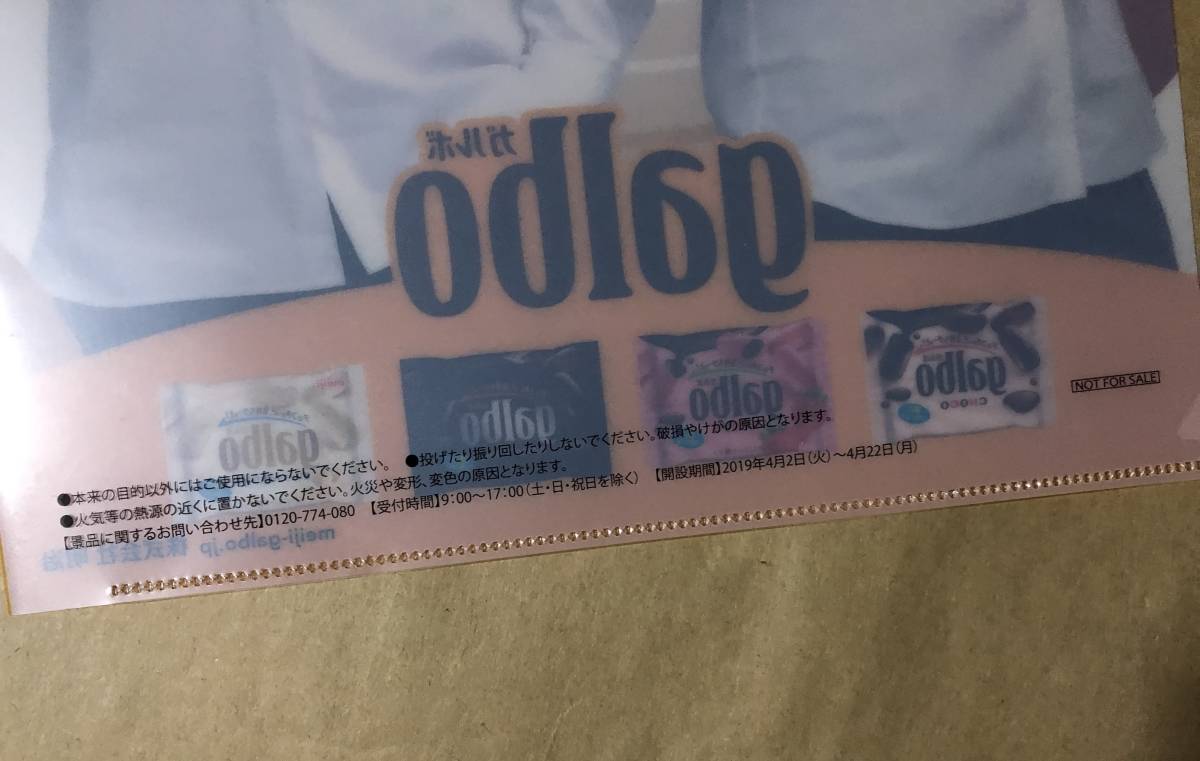 ガルボ
galbo
galbo
galbo
galbo
galbo
CHOCO
NOT FOR SALE
●本来の目的以外にはご使用にならないでください。 ●投げたり振り回したりしないでください。破損やけがの原因となります。
●火気等の熱源の近くに置かないでください。火災や変形、変色の原因となります。
【景品に関するお問い合わせ先】0120-774-080 【受付時間】9:00～17:00(土・日・祝日を除く) 【開設期間】2019年4月2日(火)～4月22日(月)
株式会社 明治 meiji-galbo.jp